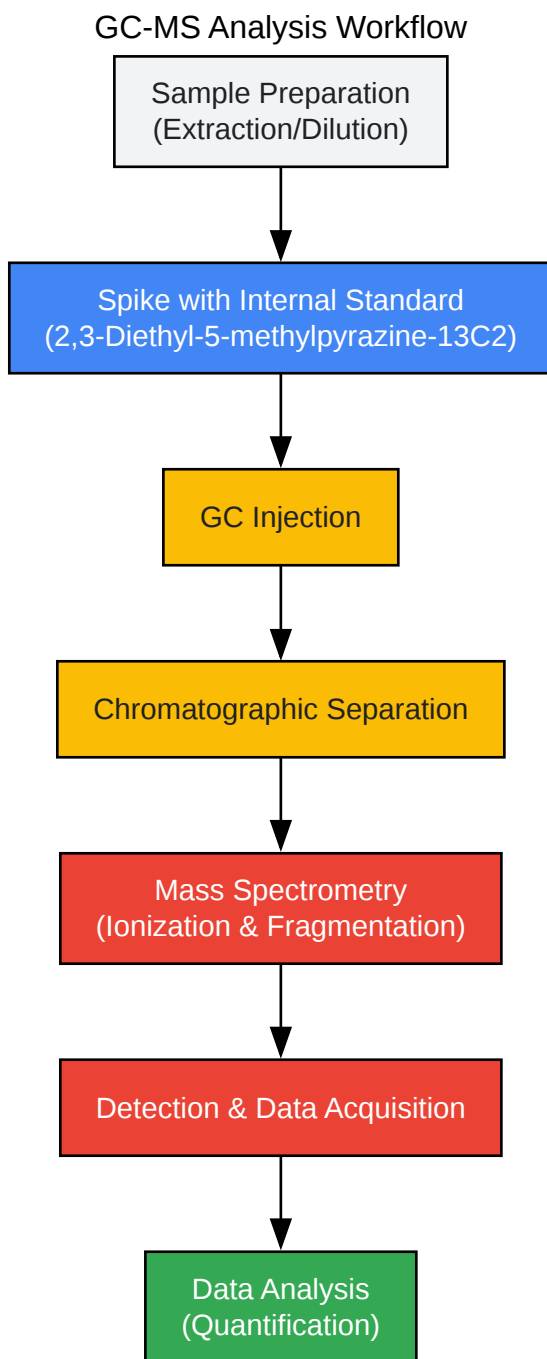 GC-MS Analysis Workflow
Sample Preparation
(Extraction/Dilution)
Spike with Internal Standard
(2,3-Diethyl-5-methylpyrazine-13C2)
GC Injection
Chromatographic Separation
Mass Spectrometry
(Ionization & Fragmentation)
Detection & Data Acquisition
Data Analysis
(Quantification)